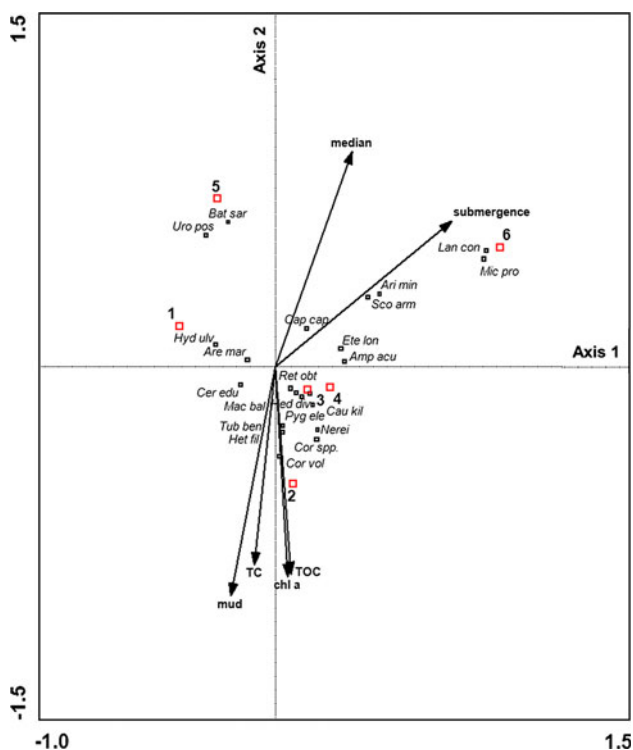 1.5
Axis 2
median
5
Bat sar
Uro pos
submergence
6
Lan con
Mic pro
Ari min
Sco arm
1
Cap cap
Hyd ulv
Ete lon
Are mar
Axis 1
Amp acu
Ret obt
Cer edu
ed div
3
4
Mac bal
Cau kil
Pyg ele
Tub ben
Nerei
Het fil
Cor spp.
Cor vol
2
TC
TOC
chl a
mud
-1.5
-1.0
1.5